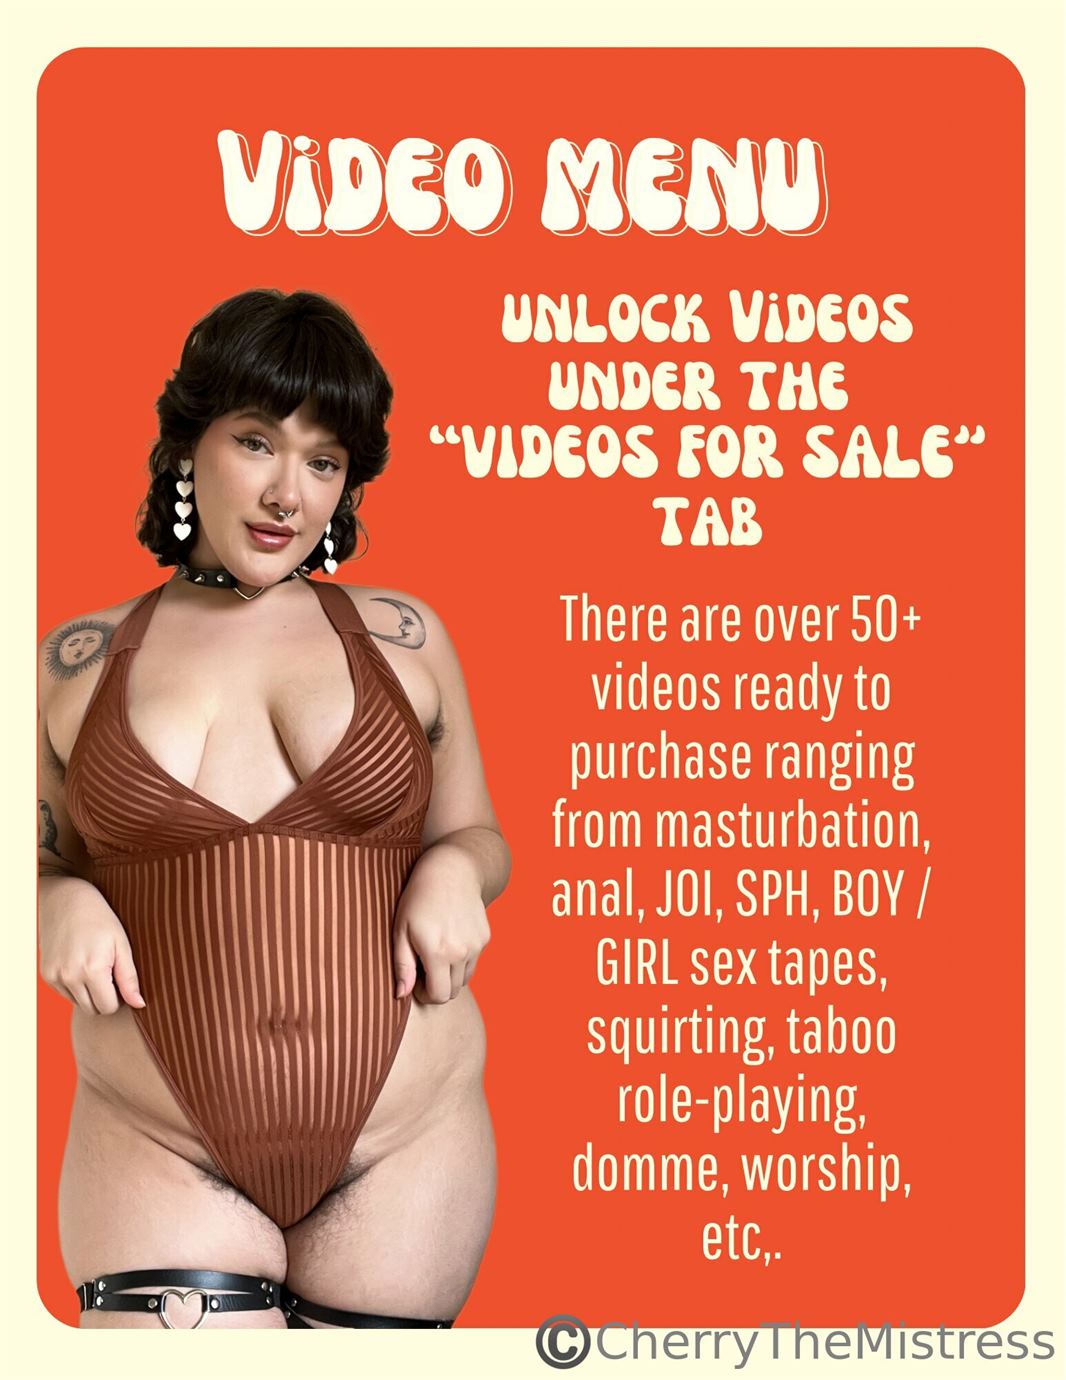 ViDEO MENU
UNLOCK ViDEOS
UNDER THE
“VIDEOS FOR SALE”
TAB
There are over 50+
videos ready to
purchase ranging
from masturbation,
anal, JOI, SPH, BOY /
GIRL sex tapes,
squirting, taboo
role-playing,
domme, worship,
etc,.
©CherryTheMistress